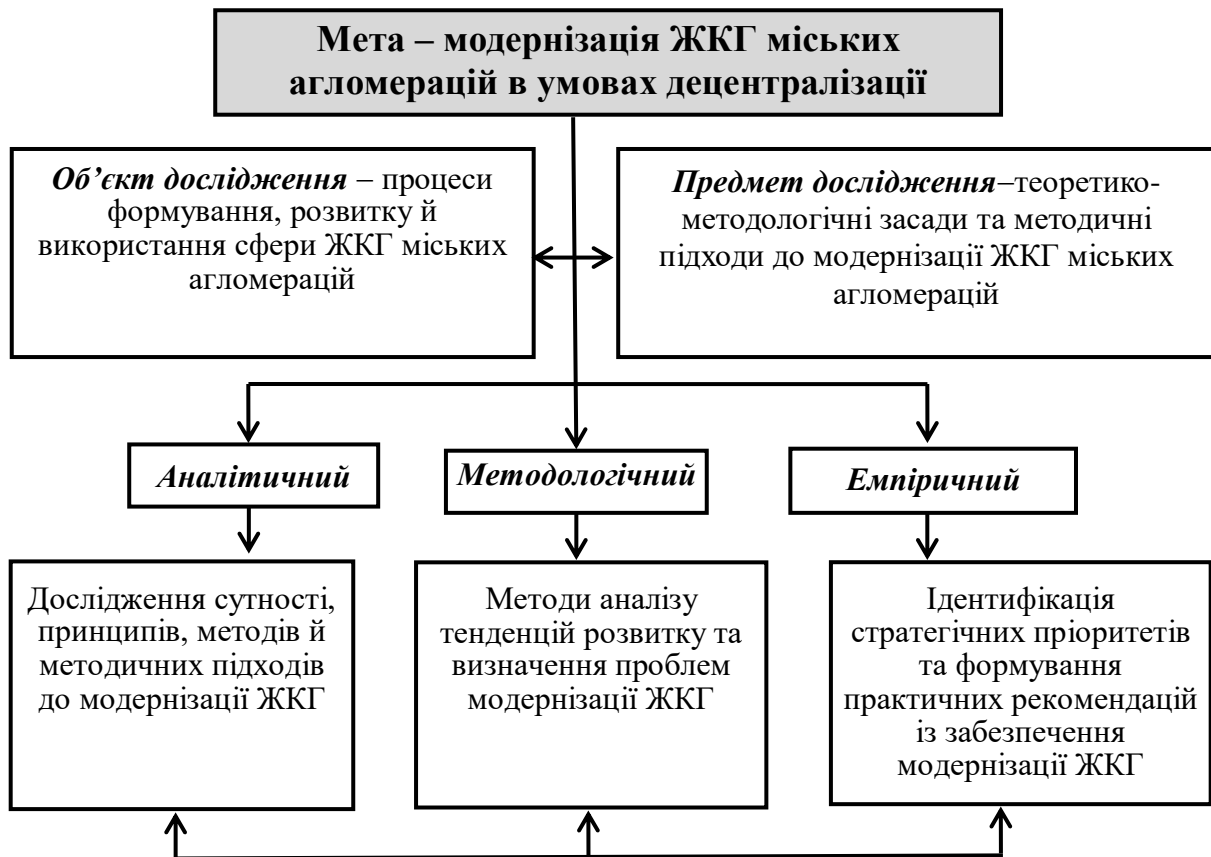 Мета – модернізація ЖКГ міських
агломерацій в умовах децентралізації
Об’єкт дослідження – процеси
формування, розвитку й
використання сфери ЖКГ міських
агломерацій
Предмет дослідження–теоретико-
методологічні засади та методичні
підходи до модернізації ЖКГ міських
агломерацій
Аналітичний
Методологічний
Емпіричний
Дослідження сутності,
принципів, методів й
методичних підходів
до модернізації ЖКГ
Методи аналізу
тенденцій розвитку та
визначення проблем
модернізації ЖКГ
Ідентифікація
стратегічних пріоритетів
та формування
практичних рекомендацій
із забезпечення
модернізації ЖКГ